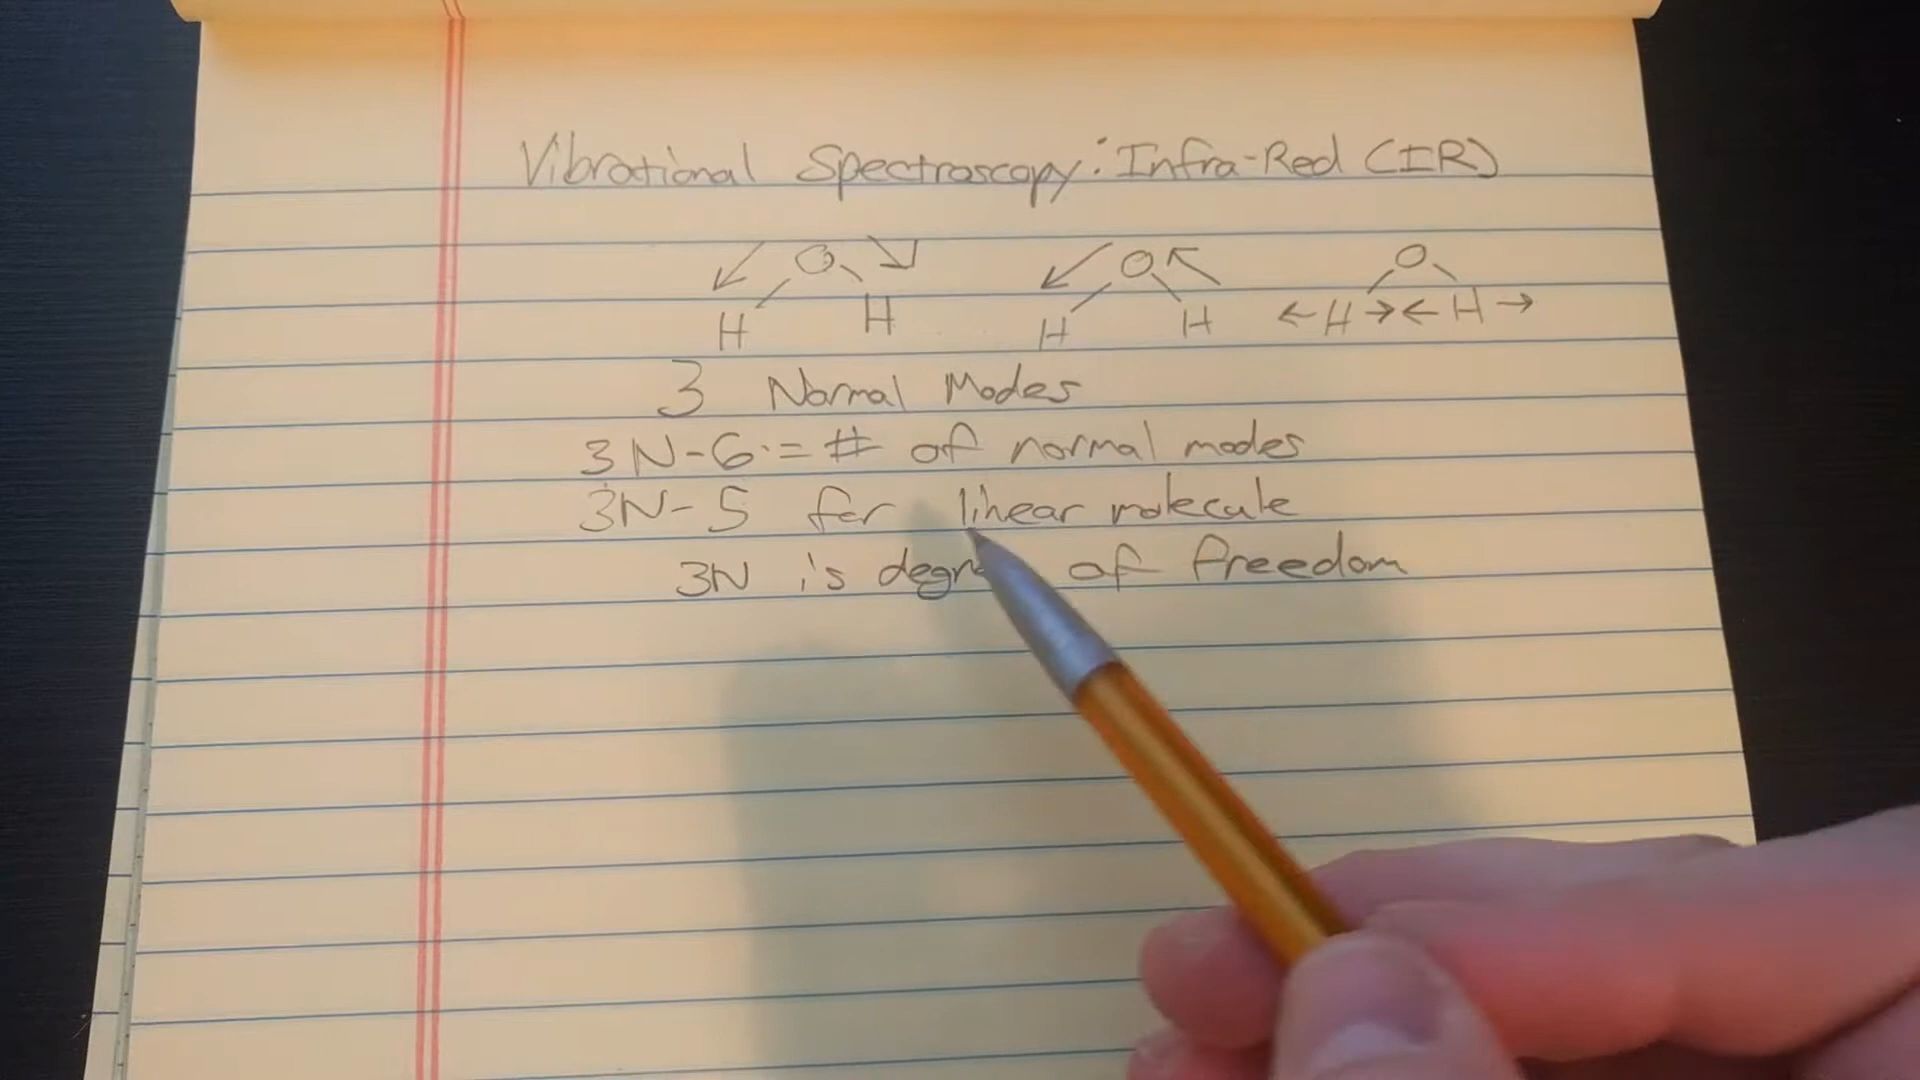 Vibrational Spectroscopy: Infra-Red (IR)
O O O
H H H H ← H → ← H →
3 Normal Modes
3N-6 = # of normal modes
3N-5 for linear molecule
3N is of freedom